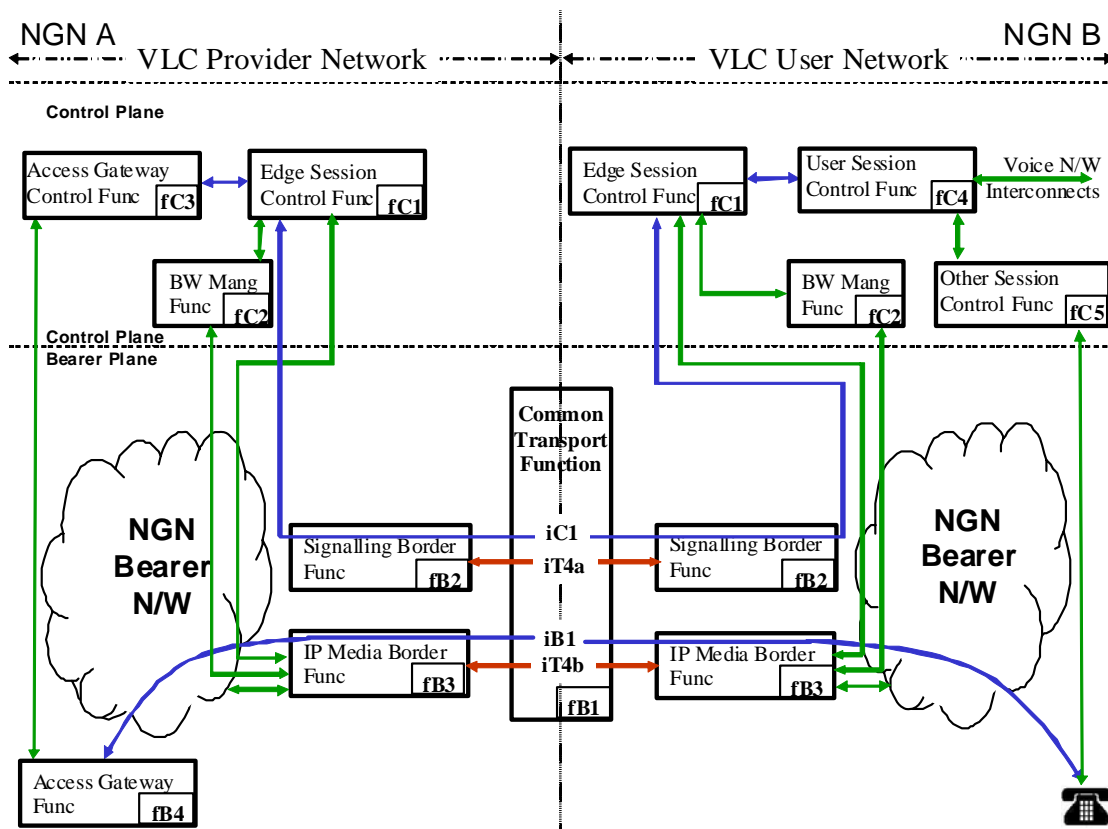 NGN A
NGN B
VLC Provider Network
VLC User Network
Control Plane
Access Gateway
Control Func
fC3
Edge Session
Control Func
fC1
Edge Session
Control Func
fC1
User Session
Control Func
fC4
Voice N/W
Interconnects
BW Mang
Func
fC2
BW Mang
Func
fC2
Other Session
Control Func
fC5
Control Plane
Bearer Plane
Common
Transport
Function
NGN
Bearer
N/W
NGN
Bearer
N/W
iC1
Signalling Border
Func
fB2
iT4a
Signalling Border
Func
fB2
iB1
IP Media Border
Func
fB3
iT4b
IP Media Border
Func
fB3
fB1
Access Gateway
Func
fB4